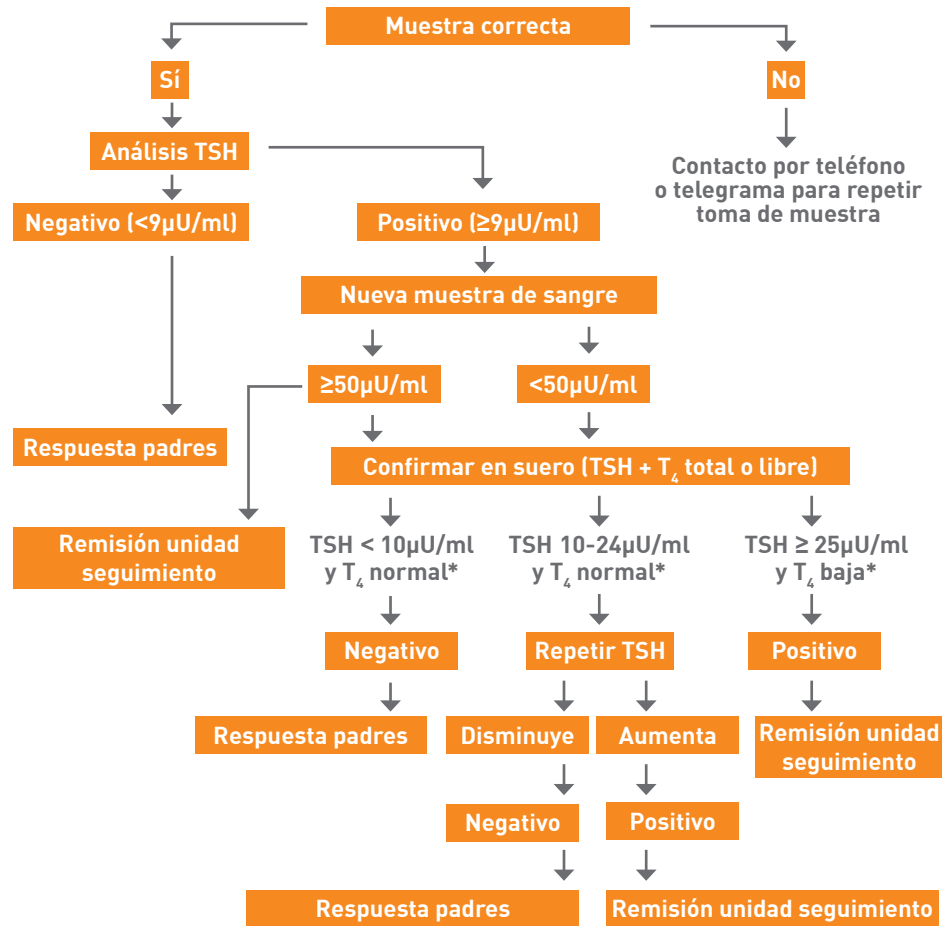 Muestra correcta
Sí
No
Análisis TSH
Contacto por teléfono
o telegrama para repetir
toma de muestra
Negativo (<9µU/ml)
Positivo (≥9µU/ml)
Nueva muestra de sangre
≥50µU/ml
<50µU/ml
Respuesta padres
Confirmar en suero (TSH + T₄ total o libre)
Remisión unidad
seguimiento
TSH < 10µU/ml
y T₄ normal*
TSH 10-24µU/ml
y T₄ normal*
TSH ≥ 25µU/ml
y T₄ baja*
Negativo
Repetir TSH
Positivo
Respuesta padres
Disminuye
Aumenta
Remisión unidad
seguimiento
Negativo
Positivo
Respuesta padres
Remisión unidad seguimiento